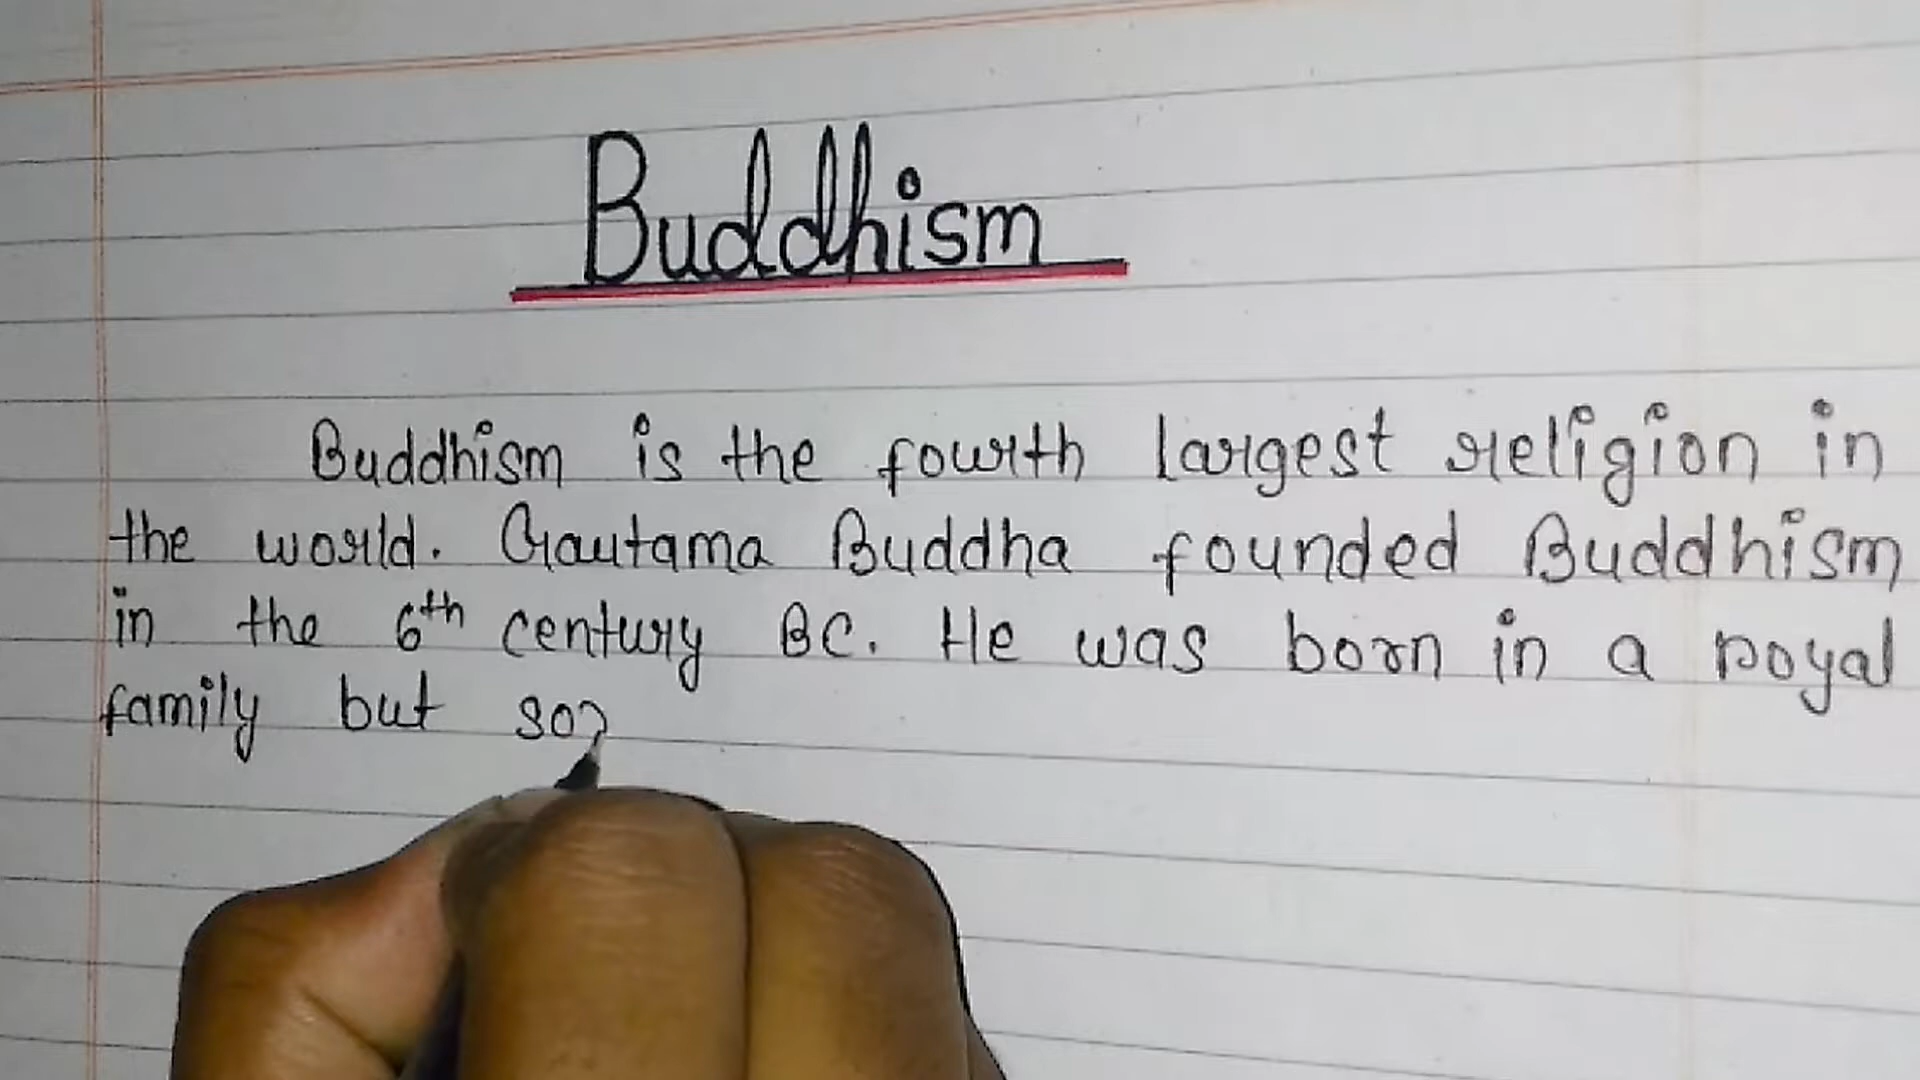 Buddhism
Buddhism is the fourth largest religion in
the world. Gautama Buddha founded Buddhism
in the 6th century BC. He was born in a royal
family but so